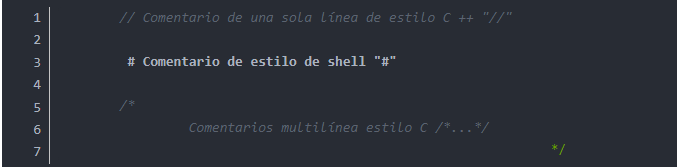 1 // Comentario de una sola línea de estilo C ++ "//"
2
3 # Comentario de estilo de shell "#"
4
5 /*
6 Comentarios multilínea estilo C /*...*/
7 */